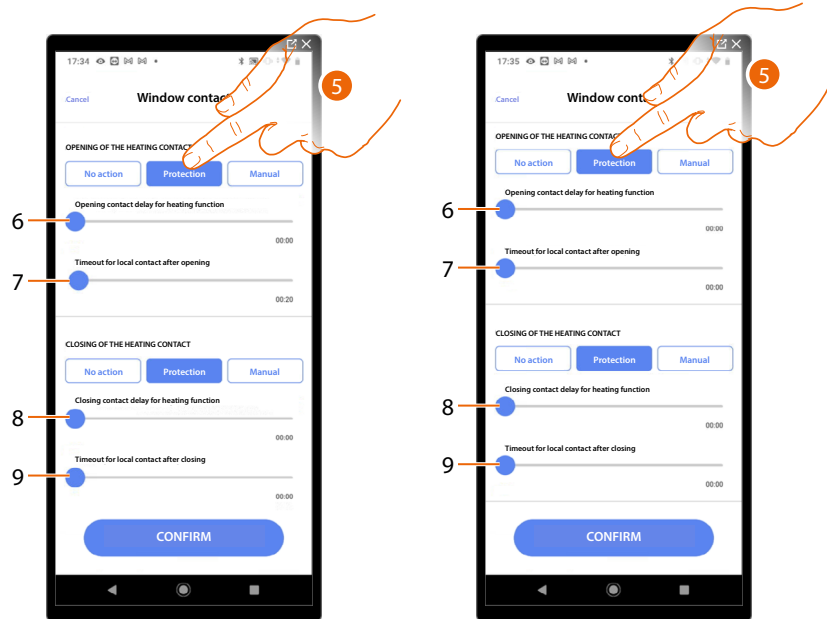 17:34
5
Cancel
Window contac
OPENING OF THE HEATING CONTACT
No action
Protection
Manual
Opening contact delay for heating function
6
00:00
Timeout for local contact after opening
7
00:20
CLOSING OF THE HEATING CONTACT
No action
Protection
Manual
Closing contact delay for heating function
8
00:00
Timeout for local contact after closing
9
00:00
CONFIRM
17:35
5
Cancel
Window cont
OPENING OF THE HEATING CONTACT
No action
Protection
Manual
Opening contact delay for heating function
6
00:00
Timeout for local contact after opening
7
00:00
CLOSING OF THE HEATING CONTACT
No action
Protection
Manual
Closing contact delay for heating function
8
00:00
Timeout for local contact after closing
9
00:00
CONFIRM